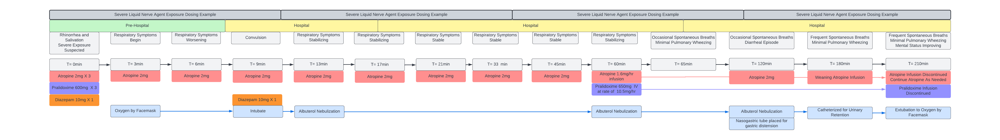 Severe Liquid Nerve Agent Exposure Dosing Example
Severe Liquid Nerve Agent Exposure Dosing Example
Severe Liquid Nerve Agent Exposure Dosing Example
Severe Liquid Nerve Agent Exposure Dosing Example
Pre-Hospital
Hospital
Hospital
Hospital
Rhinorrhea and
Salivation
Severe Exposure
Suspected
Respiratory Symptoms
Begin
Respiratory Symptoms
Worsening
Convulsion
Respiratory Symptoms
Stabilizing
Respiratory Symptoms
Stabilizing
Respiratory Symptoms
Stable
Respiratory Symptoms
Stable
Respiratory Symptoms
Stable
Respiratory Symptoms
Stabilizing
Occasional Spontaneous Breaths
Minimal Pulmonary Wheezing
Occasional Spontaneous Breaths
Diarrheal Episode
Frequent Spontaneous Breaths
Minimal Pulmonary Wheezing
Frequent Spontaneous Breaths
Minimal Pulmonary Wheezing
Mental Status Improving
T= 0min
T= 3min
T= 6min
T= 9min
T= 13min
T= 17min
T= 21min
T= 33 min
T= 45min
T= 60min
T= 65min
T= 120min
T= 180min
T= 210min
Atropine 2mg X 3
Atropine 2mg
Atropine 2mg
Atropine 2mg
Atropine 2mg
Atropine 2mg
Atropine 2mg
Atropine 2mg
Atropine 2mg
Atropine 1.6mg/hr
infusion
Atropine 2mg
Weaning Atropine Infusion
Atropine Infusion Discontinued
Continue Atropine As Needed
Pralidoxime 600mg X 3
Pralidoxime 650mg IV
at rate of 10.5mg/hr
Pralidoxime Infusion
Discontinued
Diazepam 10mg X 1
Diazepam 10mg X 1
Oxygen by Facemask
Intubate
Albuterol Nebulization
Albuterol Nebulization
Albuterol Nebulization
Catheterized for Urinary
Retention
Extubation to Oxygen by
Facemask
Nasogastric tube placed for
gastric distension